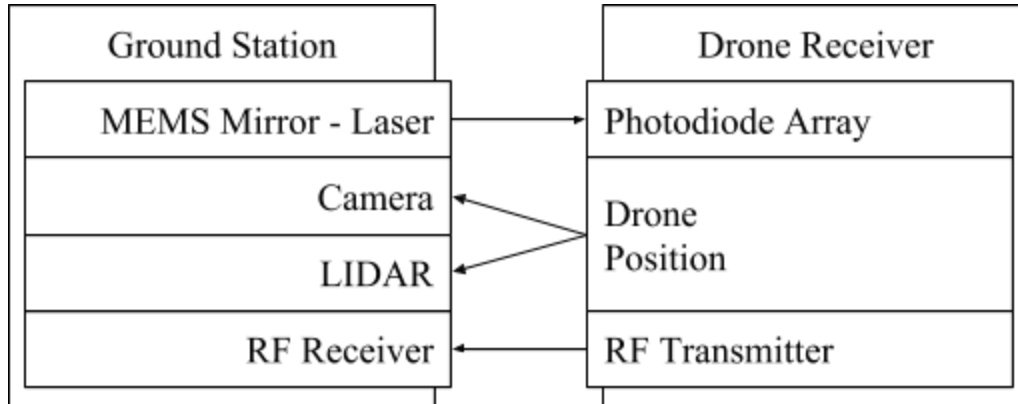 Ground Station
Drone Receiver
MEMS Mirror - Laser
Photodiode Array
Camera
LIDAR
Drone
Position
RF Receiver
RF Transmitter